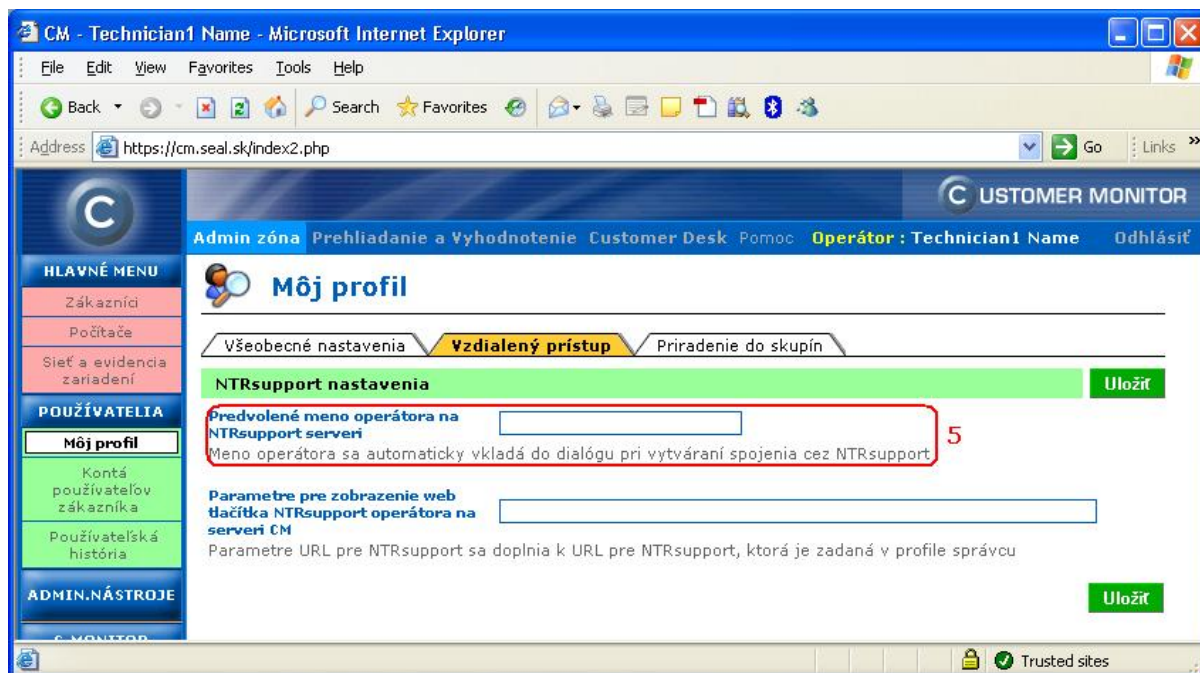 CM - Technician1 Name - Microsoft Internet Explorer
File Edit View Favorites Tools Help
Back Search Favorites
Address https://cm.seal.sk/index2.php Go Links »
C USTOMER MONITOR
Admin zóna Prehliadanie a Vyhodnotenie Customer Desk Pomoc Operátor : Technician1 Name Odhlásiť
HLAVNÉ MENU
Zákazníci
Počítače
Sieť a evidencia
zariadení
POUŽÍVATELIA
Môj profil
Kontá
používateľov
zákazníka
Používateľská
história
ADMIN.NÁSTROJE
C-MONITOR
Môj profil
Všeobecné nastavenia Vzdialený prístup Priradenie do skupín
NTRsupport nastavenia Uložiť
Predvolené meno operátora na
NTRsupport serveri
Meno operátora sa automaticky vkladá do dialógu pri vytváraní spojenia cez NTRsupport
5
Parametre pre zobrazenie web
tlačítka NTRsupport operátora na
serveri CM
Parametre URL pre NTRsupport sa doplnia k URL pre NTRsupport, ktorá je zadaná v profile správcu
Uložiť
Trusted sites